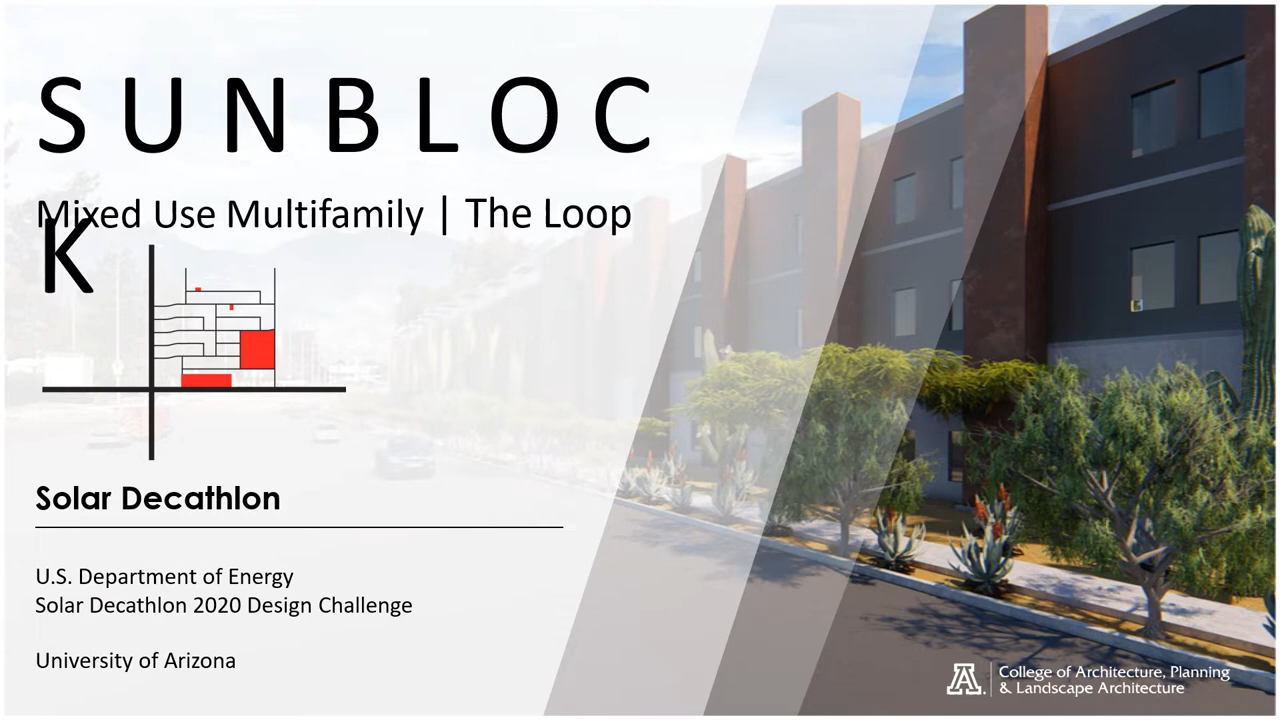 S U N B L O C
K
Mixed Use Multifamily | The Loop
Solar Decathlon
U.S. Department of Energy
Solar Decathlon 2020 Design Challenge
University of Arizona
A.
College of Architecture, Planning
& Landscape Architecture